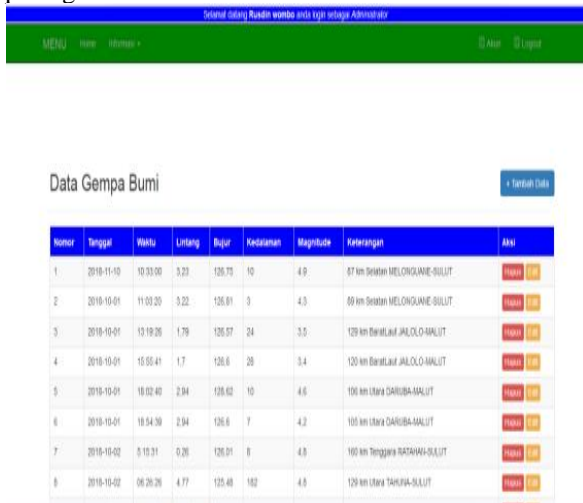 Selamat datang Rusdin wombo anda login sebagai Administrator
MENU Home Informasi Akun Logout
Data Gempa Bumi
+ Tambah Data
Nomor Tanggal Waktu Lintang Bujur Kedalaman Magnitude Keterangan Aksi
1 2018-11-10 10:33:00 3,23 126,73 10 4.9 87 km Selatan MELONGUANE-SULUT Hapus Edit
2 2018-10-01 11:03:20 3,22 126,81 3 4.3 89 km Selatan MELONGUANE-SULUT Hapus Edit
3 2018-10-01 13:19:26 1,79 126,57 24 3.5 129 km BaratLaut JAILOLO-MALUT Hapus Edit
4 2018-10-01 15:55:41 1,7 126,6 28 3.4 120 km BaratLaut JAILOLO-MALUT Hapus Edit
5 2018-10-01 18:02:40 2,94 128,62 10 4.6 106 km Utara DARUBA-MALUT Hapus Edit
6 2018-10-01 18:54:39 2,94 126,6 7 4.2 105 km Utara DARUBA-MALUT Hapus Edit
7 2018-10-02 5:15:31 0,26 126,01 8 4.8 160 km Tenggara RATAHAN-SULUT Hapus Edit
8 2018-10-02 06:26:26 4,77 125,48 182 4.8 129 km Utara TAHUNA-SULUT Hapus Edit